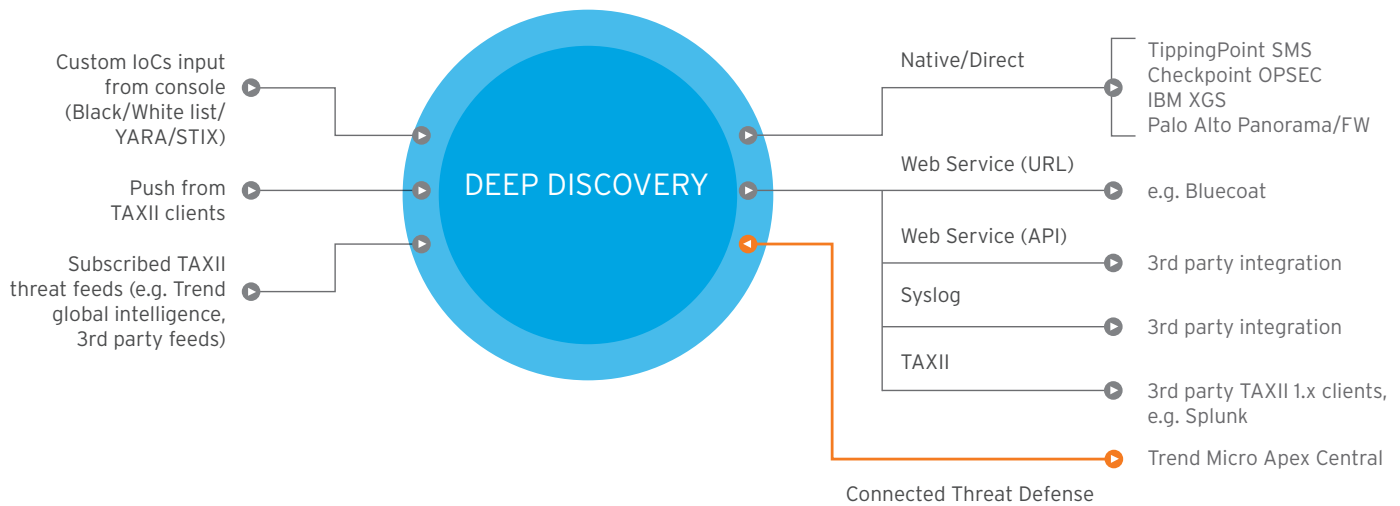 Custom IoCs input
from console
(Black/White list/
YARA/STIX)
Push from
TAXII clients
Subscribed TAXII
threat feeds (e.g. Trend
global intelligence,
3rd party feeds)
DEEP DISCOVERY
Native/Direct
TippingPoint SMS
Checkpoint OPSEC
IBM XGS
Palo Alto Panorama/FW
Web Service (URL)
e.g. Bluecoat
Web Service (API)
3rd party integration
Syslog
3rd party integration
TAXII
3rd party TAXII 1.x clients,
e.g. Splunk
Trend Micro Apex Central
Connected Threat Defense